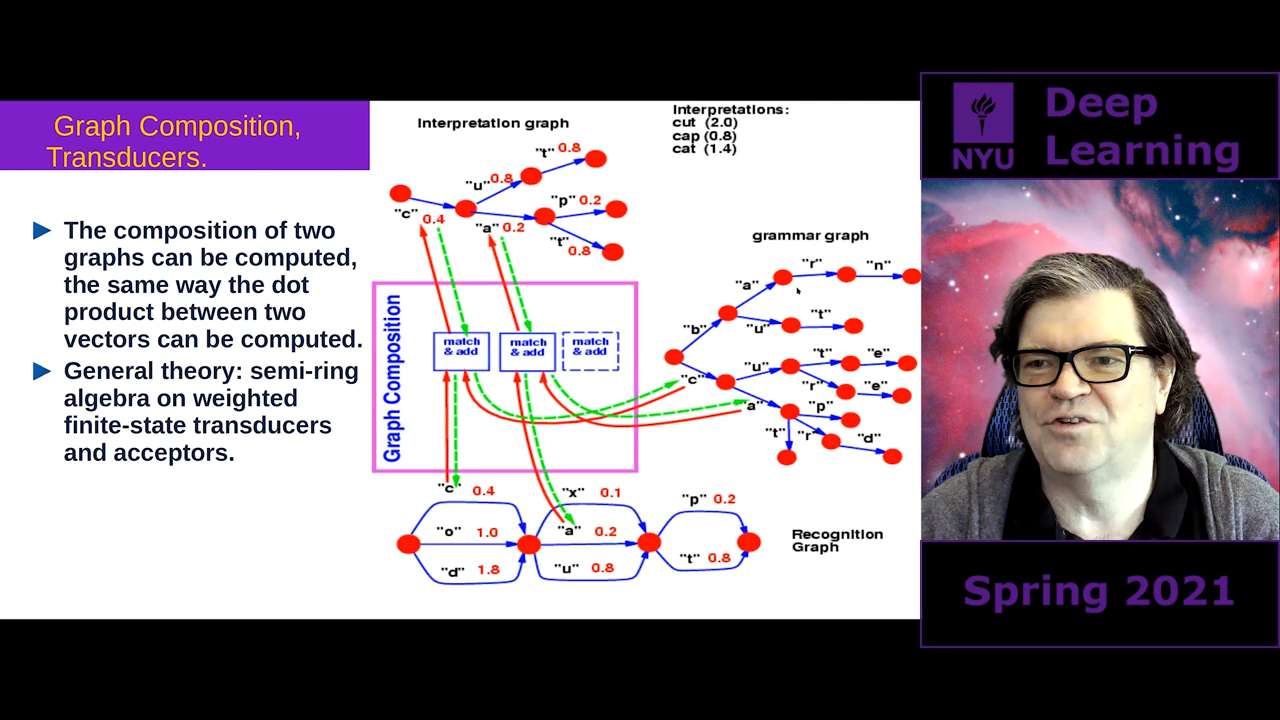 Graph Composition,
Transducers.
The composition of two
graphs can be computed,
the same way the dot
product between two
vectors can be computed.
General theory: semi-ring
algebra on weighted
finite-state transducers
and acceptors.
Interpretation graph
Interpretations:
cut (2.0)
cap (0.8)
cat (1.4)
"t" 0.8
"u" 0.8
"p" 0.2
"c" 0.4
"a" 0.2
"t" 0.8
grammar graph
"r" "n"
"a"
"b" "u" "t"
"c" "u" "t" "e"
"r" "e"
"a" "p"
"t" "r" "d"
Graph Composition
match
& add
match
& add
match
& add
"c" 0.4
"x" 0.1
"p" 0.2
"o" 1.0
"a" 0.2
"d" 1.8
"u" 0.8
"t" 0.8
Recognition
Graph
NYU
Deep
Learning
Spring 2021